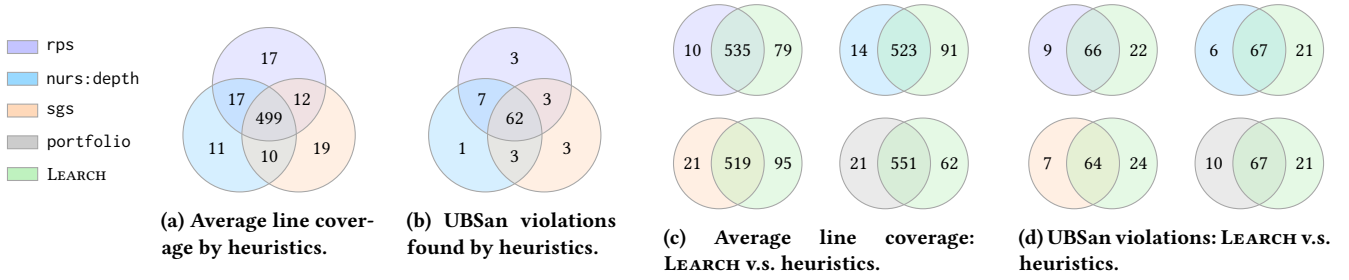 rps
nurs:depth
sgs
portfolio
LEARCH
17
17
12
499
11
10
19
(a) Average line cover-
age by heuristics.
3
7
3
62
1
3
3
(b) UBSan violations
found by heuristics.
10 535 79
14 523 91
21 519 95
21 551 62
(c) Average line coverage:
LEARCH v.s. heuristics.
9 66 22
6 67 21
7 64 24
10 67 21
(d) UBSan violations: LEARCH v.s.
heuristics.